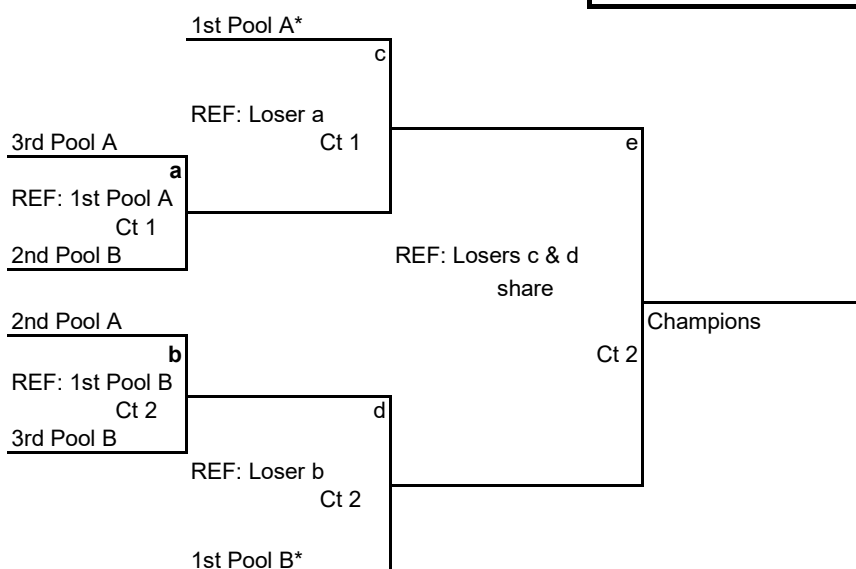 1st Pool A*
c
REF: Loser a
Ct 1
3rd Pool A
a
REF: 1st Pool A
Ct 1
2nd Pool B
e
REF: Losers c & d
share
2nd Pool A
b
REF: 1st Pool B
Ct 2
3rd Pool B
Champions
Ct 2
d
REF: Loser b
Ct 2
1st Pool B*